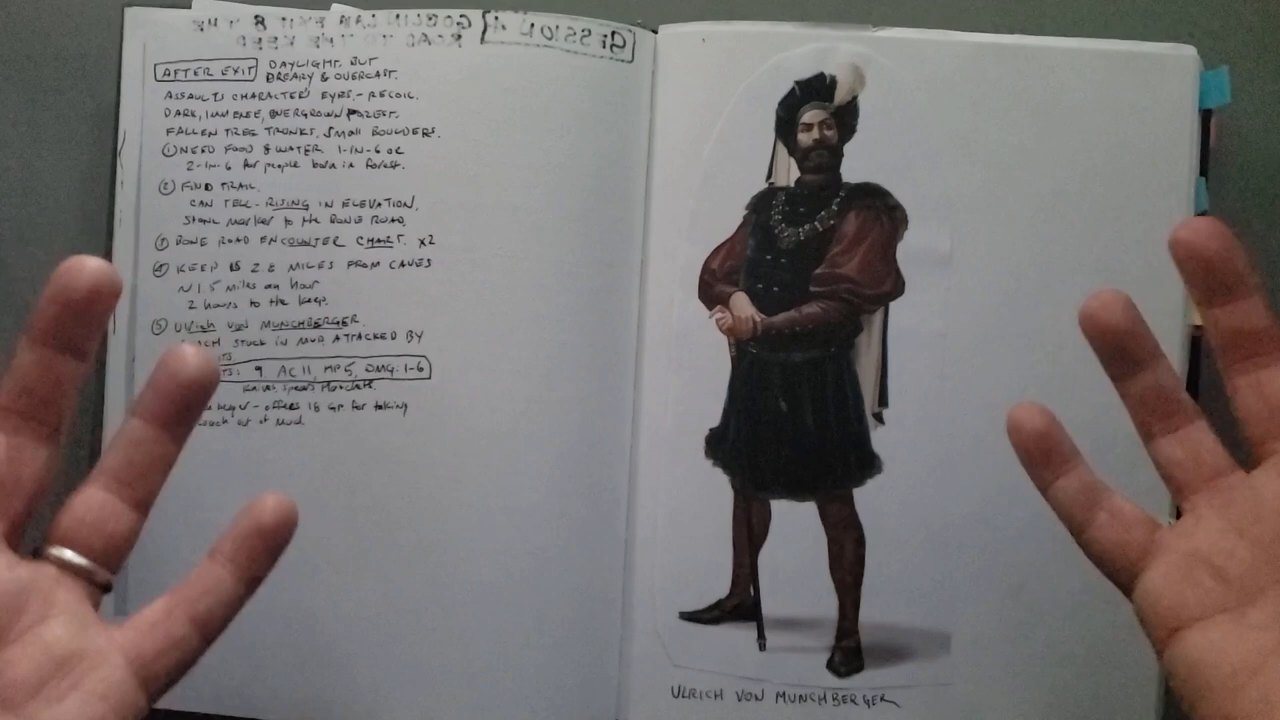 SESSION 4 GOBLIN LAB EXIT & THE
ROAD TO THE KEEP
AFTER EXIT DAYLIGHT, BUT
DREARY & OVERCAST.
ASSAULTS CHARACTER'S EYES - RECOIL.
DARK, IMMENSE, OVERGROWN FOREST.
FALLEN TREE TRUNKS, SMALL BOULDERS.
① NEED FOOD & WATER 1-IN-6 OR
2-IN-6 for people born in forest.
② FIND TRAIL.
CAN TELL - RISING IN ELEVATION,
STONE marker to the BONE ROAD.
③ BONE ROAD ENCOUNTER CHART. X2
④ KEEP IS 2.8 MILES FROM CAVES
~1.5 miles an hour
2 hours to the keep.
⑤ ULRICH VON MUNCHBERGER.
STUCK IN MUD, ATTACKED BY
9 AC 11, HP 5, DMG: 1-6
Knives spears
- offers 18 GP for taking
out of mud.
ULRICH VON MUNCHBERGER